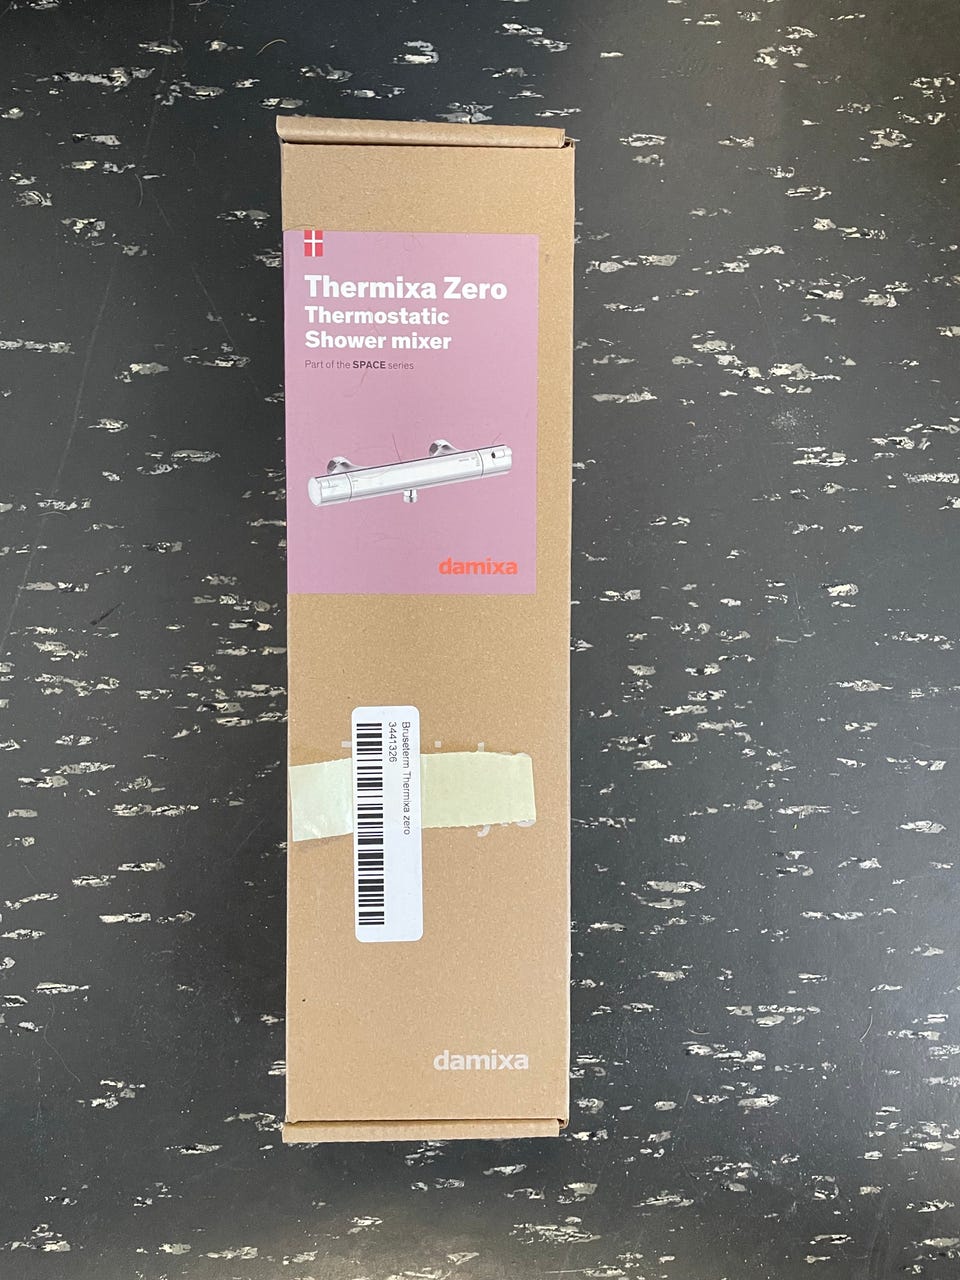 Thermixa Zero
Thermostatic
Shower mixer
Part of the SPACE series
damixa
Bruseterm Thermixa zero
3441326
damixa